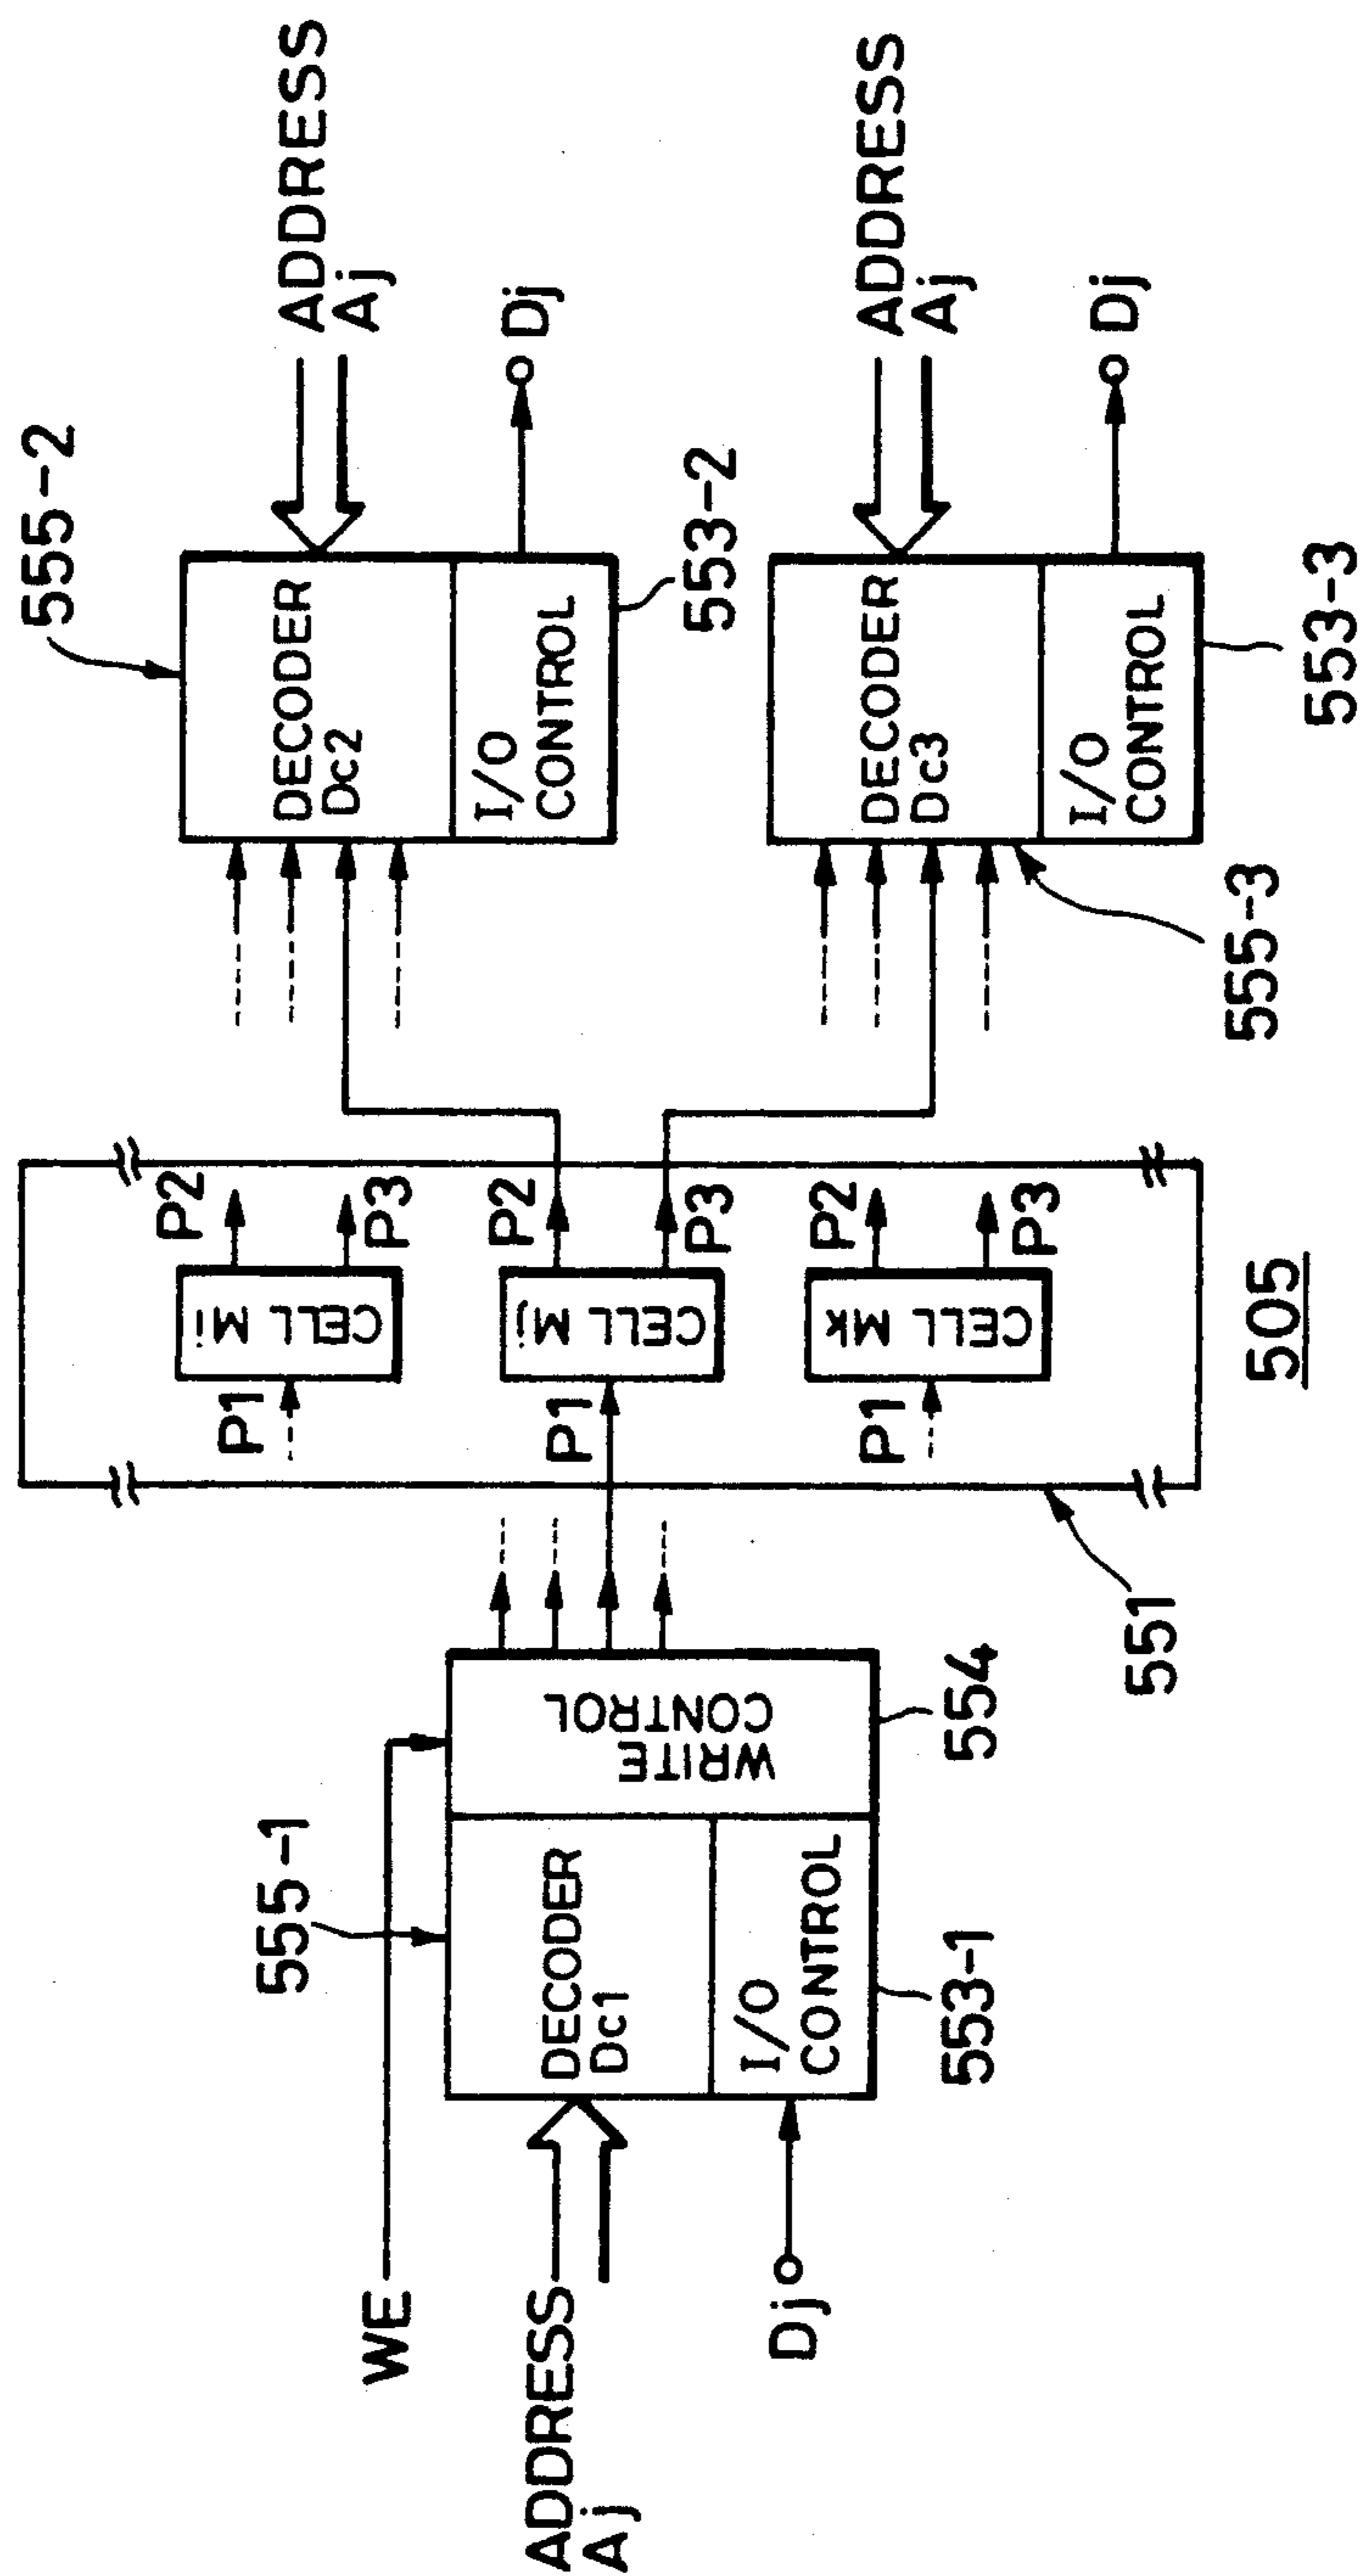 WE
ADDRESS
Aj
Dj
555-1
DECODER
Dc1
I/O
CONTROL
553-1
WRITE
CONTROL
554
551
P1
CELL Mi
P2
P3
P1
CELL Mj
P2
P3
P1
CELL Mk
P2
P3
505
555-2
DECODER
Dc2
I/O
CONTROL
553-2
ADDRESS
Aj
Dj
DECODER
Dc3
I/O
CONTROL
555-3
553-3
ADDRESS
Aj
Dj